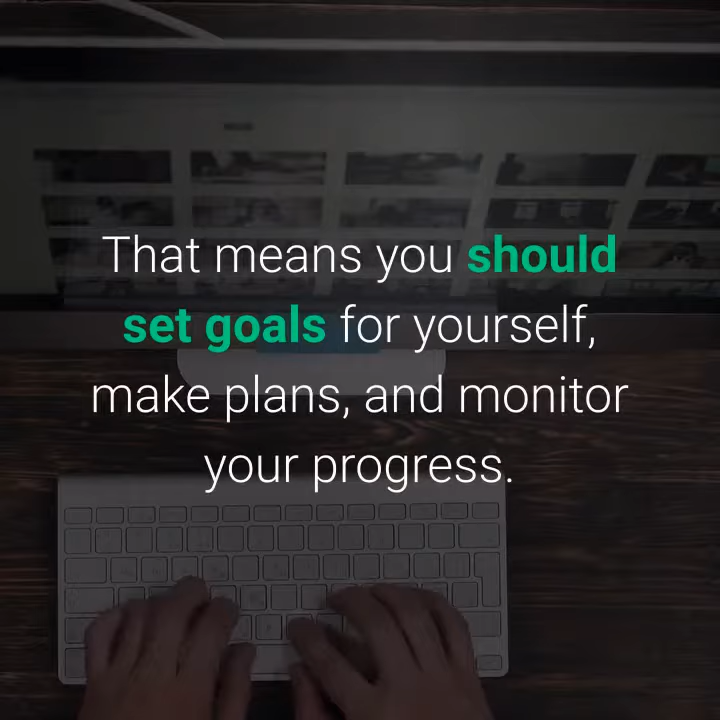 That means you should
set goals for yourself,
make plans, and monitor
your progress.